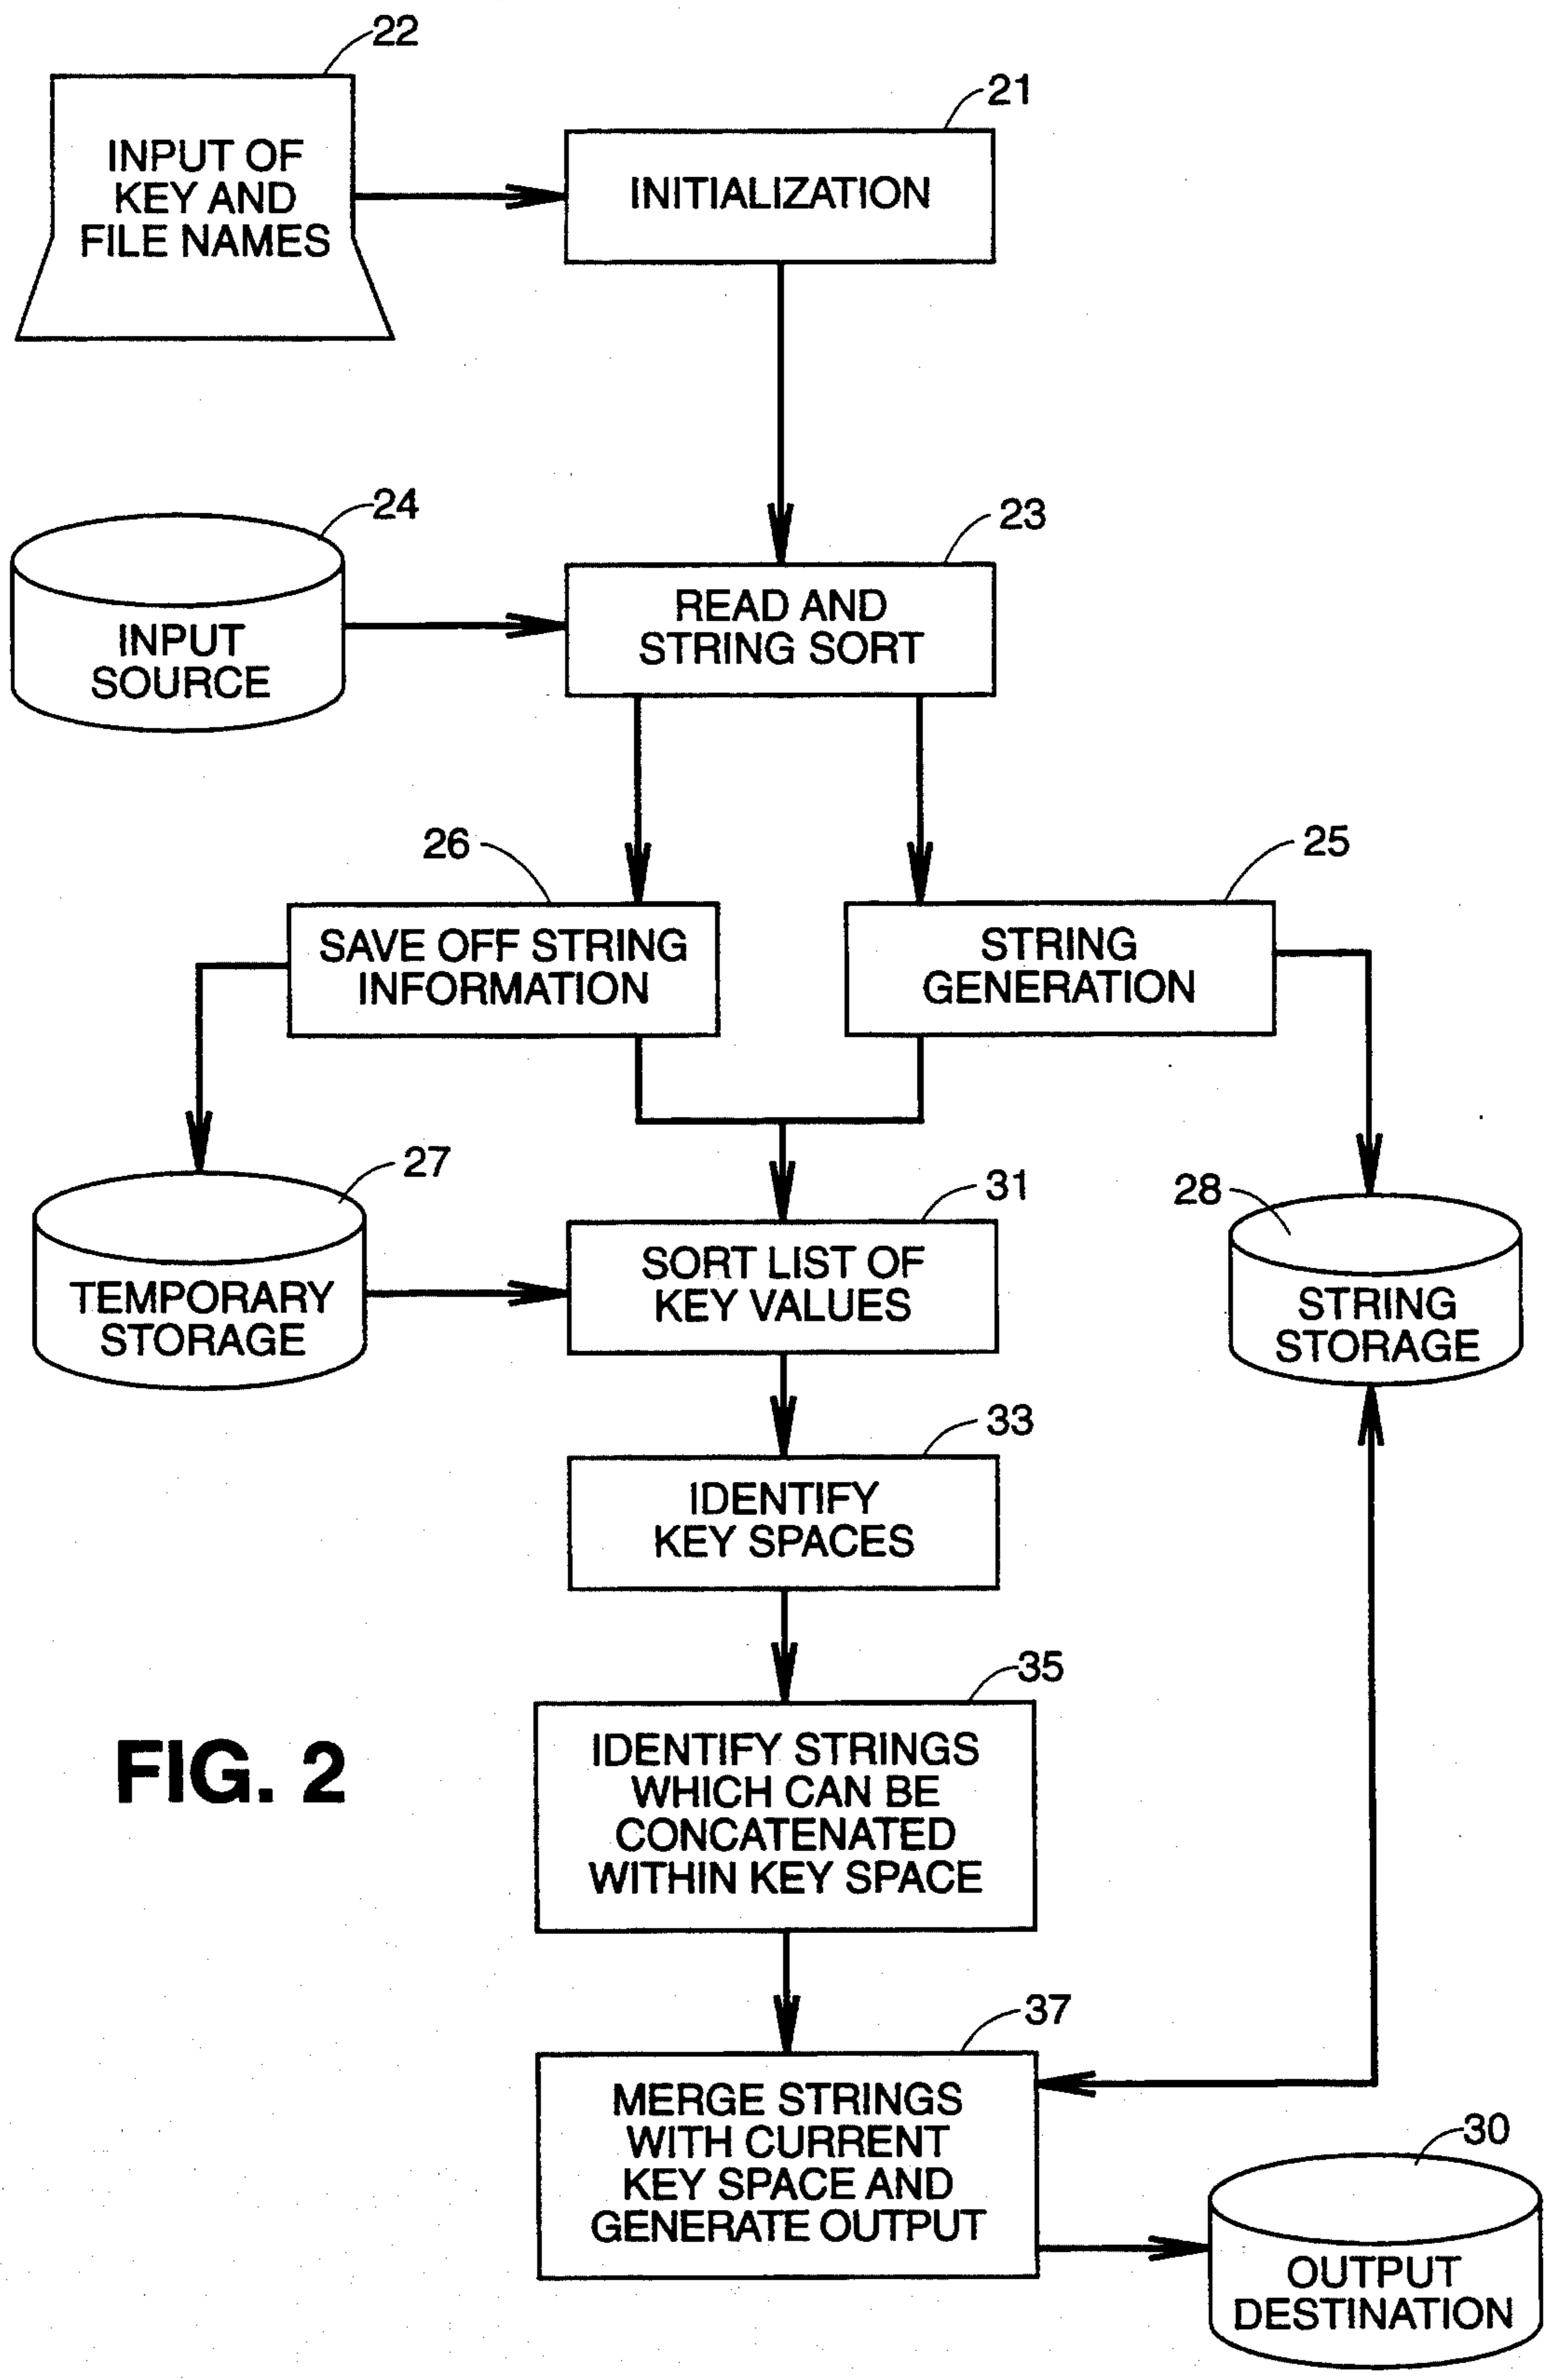 22
INPUT OF
KEY AND
FILE NAMES
21
INITIALIZATION
24
INPUT
SOURCE
23
READ AND
STRING SORT
26
SAVE OFF STRING
INFORMATION
25
STRING
GENERATION
27
TEMPORARY
STORAGE
31
SORT LIST OF
KEY VALUES
28
STRING
STORAGE
33
IDENTIFY
KEY SPACES
35
IDENTIFY STRINGS
WHICH CAN BE
CONCATENATED
WITHIN KEY SPACE
FIG. 2
37
MERGE STRINGS
WITH CURRENT
KEY SPACE AND
GENERATE OUTPUT
30
OUTPUT
DESTINATION